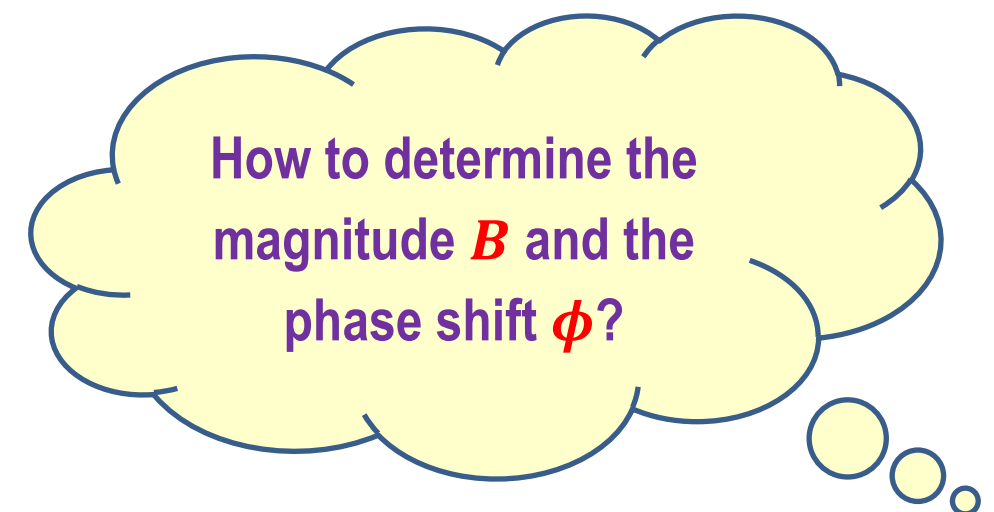 How to determine the
magnitude B and the
phase shift ϕ?